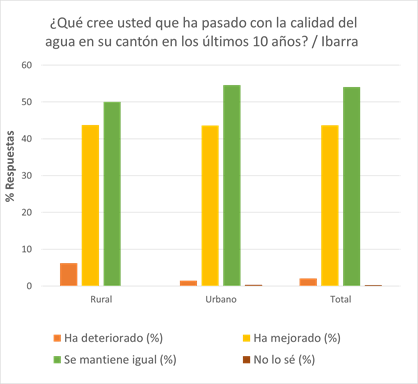 ¿Qué cree usted que ha pasado con la calidad del
agua en su cantón en los últimos 10 años? / Ibarra
% Respuestas
60
50
40
30
20
10
0
Rural
Urbano
Total
Ha deteriorado (%)
Ha mejorado (%)
Se mantiene igual (%)
No lo sé (%)